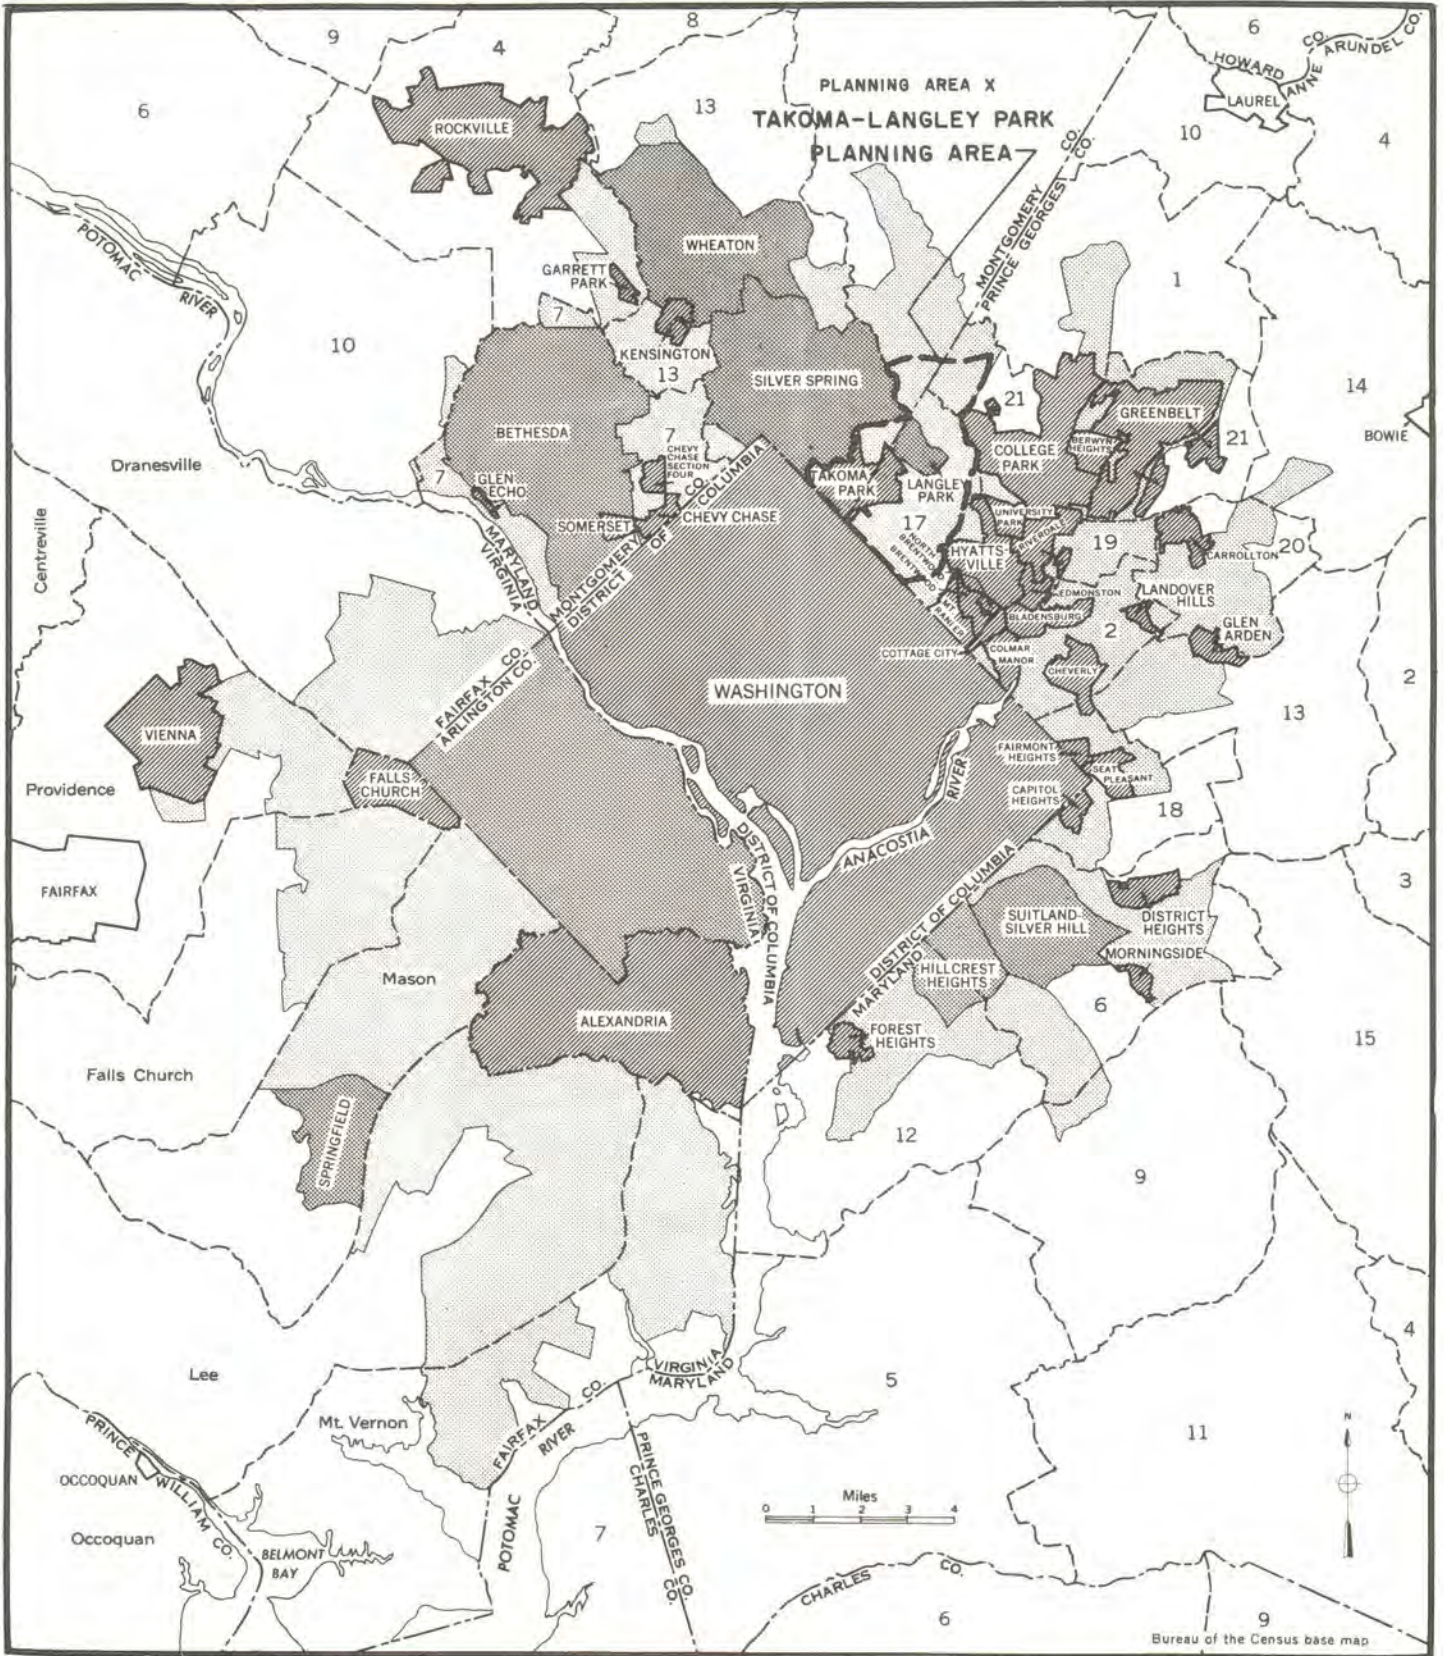 9
4
8
6
6
CO.
ARUNDEL CO.
HOWARD
ANNE
LAUREL
10
4
13
PLANNING AREA X
TAKOMA-LANGLEY PARK
PLANNING AREA
ROCKVILLE
CO.
CO.
MONTGOMERY
PRINCE GEORGES
POTOMAC
RIVER
WHEATON
GARRETT
PARK
7
1
10
KENSINGTON
13
SILVER SPRING
21
14
GREENBELT
BOWIE
BETHESDA
7
CHEVY
CHASE
SECTION
FOUR
COLLEGE
PARK
BERWYN
HEIGHTS
21
Dranesville
7
GLEN
ECHO
TAKOMA
PARK
LANGLEY
PARK
SOMERSET
CHEVY CHASE
MONTGOMERY CO.
DISTRICT OF COLUMBIA
17
NORTH
BRENTWOOD
BRENTWOOD
UNIVERSITY
PARK
RIVERDALE
HYATTS-
VILLE
19
CARROLLTON
20
MARYLAND
VIRGINIA
Centreville
EDMONSTON
LANDOVER
HILLS
MT.
RANIER
BLADENSBURG
2
GLEN
ARDEN
COTTAGE CITY
COLMAR
MANOR
CHEVERLY
2
FAIRFAX CO.
ARLINGTON CO.
WASHINGTON
13
VIENNA
FALLS
CHURCH
FAIRMONT
HEIGHTS
SEAT
PLEASANT
Providence
CAPITOL
HEIGHTS
18
ANACOSTIA
RIVER
DISTRICT OF COLUMBIA
VIRGINIA
DISTRICT OF COLUMBIA
MARYLAND
FAIRFAX
3
SUITLAND-
SILVER HILL
DISTRICT
HEIGHTS
MORNINGSIDE
Mason
HILLCREST
HEIGHTS
6
ALEXANDRIA
FOREST
HEIGHTS
15
Falls Church
SPRINGFIELD
12
9
4
VIRGINIA
MARYLAND
5
Lee
Mt. Vernon
FAIRFAX CO.
POTOMAC
RIVER
PRINCE GEORGES CO.
CHARLES CO.
11
N
PRINCE WILLIAM CO.
OCCOQUAN
Occoquan
BELMONT
BAY
7
Miles
0 1 2 3 4
CHARLES CO.
6
9
Bureau of the Census base map